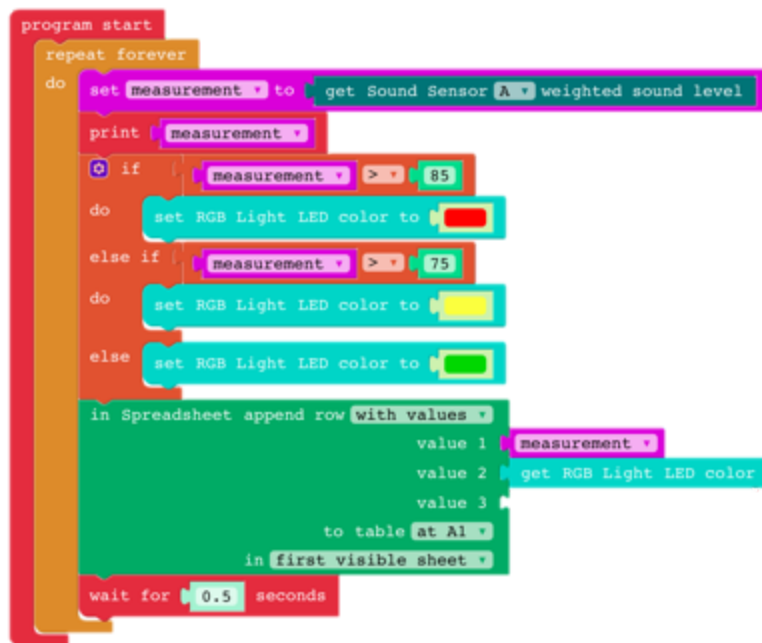 program start
repeat forever
do set measurement to get Sound Sensor A weighted sound level
print measurement
if measurement > 85
do set RGB Light LED color to
else if measurement > 75
do set RGB Light LED color to
else set RGB Light LED color to
in Spreadsheet append row with values
value 1 measurement
value 2 get RGB Light LED color
value 3
to table at A1
in first visible sheet
wait for 0.5 seconds